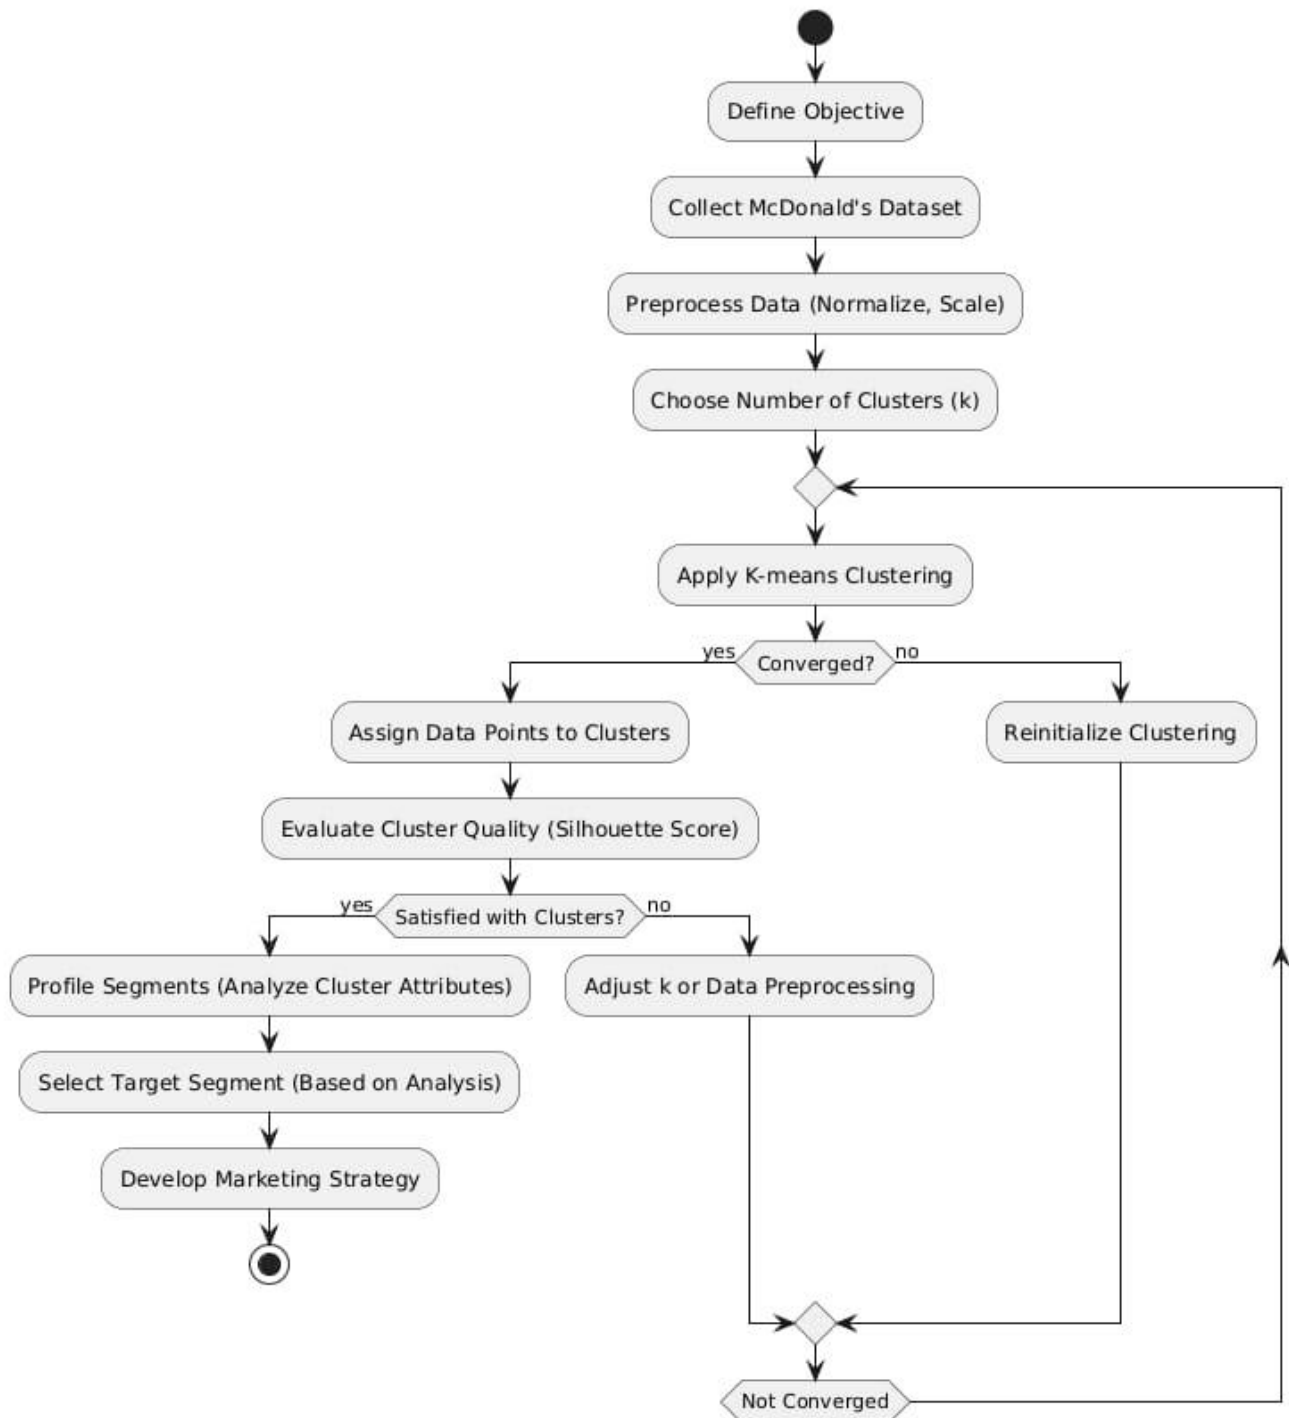 Define Objective
Collect McDonald's Dataset
Preprocess Data (Normalize, Scale)
Choose Number of Clusters (k)
Apply K-means Clustering
yes
Converged?
no
Assign Data Points to Clusters
Reinitialize Clustering
Evaluate Cluster Quality (Silhouette Score)
yes
Satisfied with Clusters?
no
Profile Segments (Analyze Cluster Attributes)
Adjust k or Data Preprocessing
Select Target Segment (Based on Analysis)
Develop Marketing Strategy
Not Converged